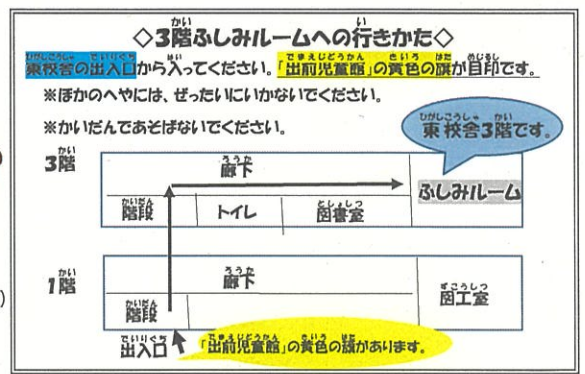 ◇3階ふしみルームへの行きかた◇
東校舎の出入口から入ってください。「出前児童館」の黄色の旗が目印です。
※ほかのへやには、ぜったいにいかないでください。
※かいだんであそばないでください。
東校舎3階です。
3階
廊下
階段
トイレ
図書室
ふしみルーム
1階
廊下
階段
図工室
出入口
「出前児童館」の黄色の旗があります。